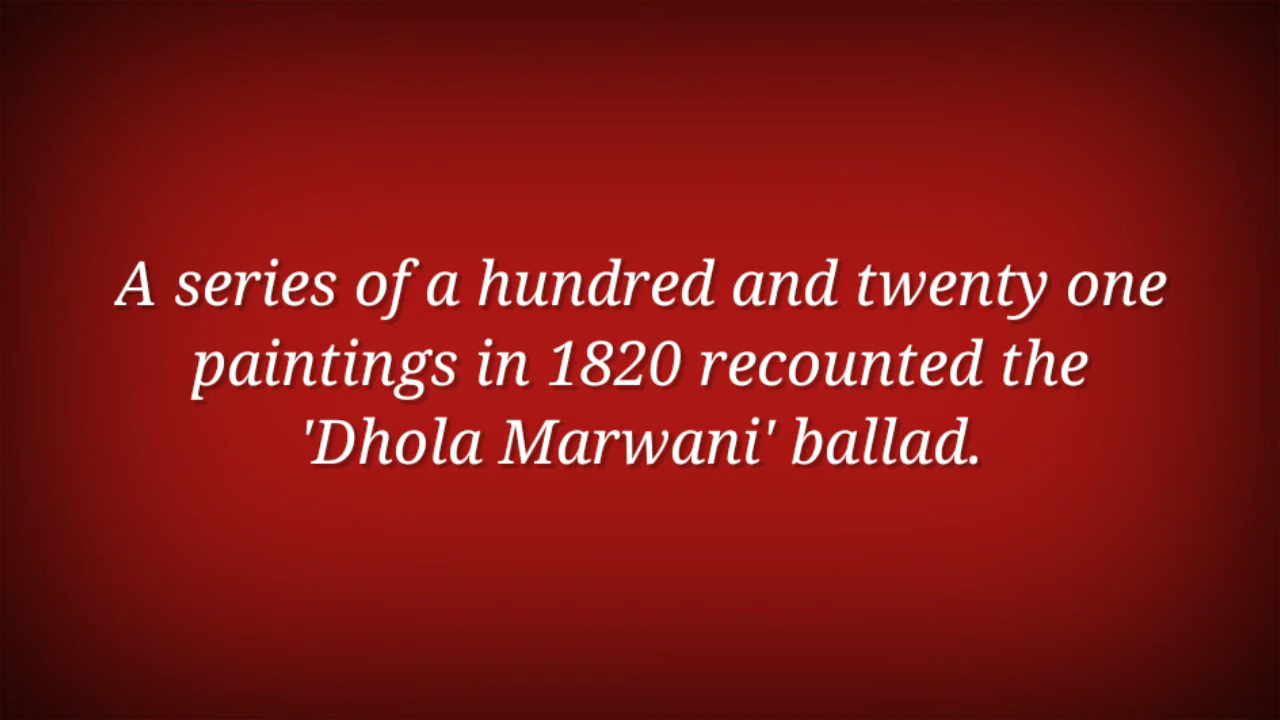 A series of a hundred and twenty one
paintings in 1820 recounted the
'Dhola Marwani' ballad.